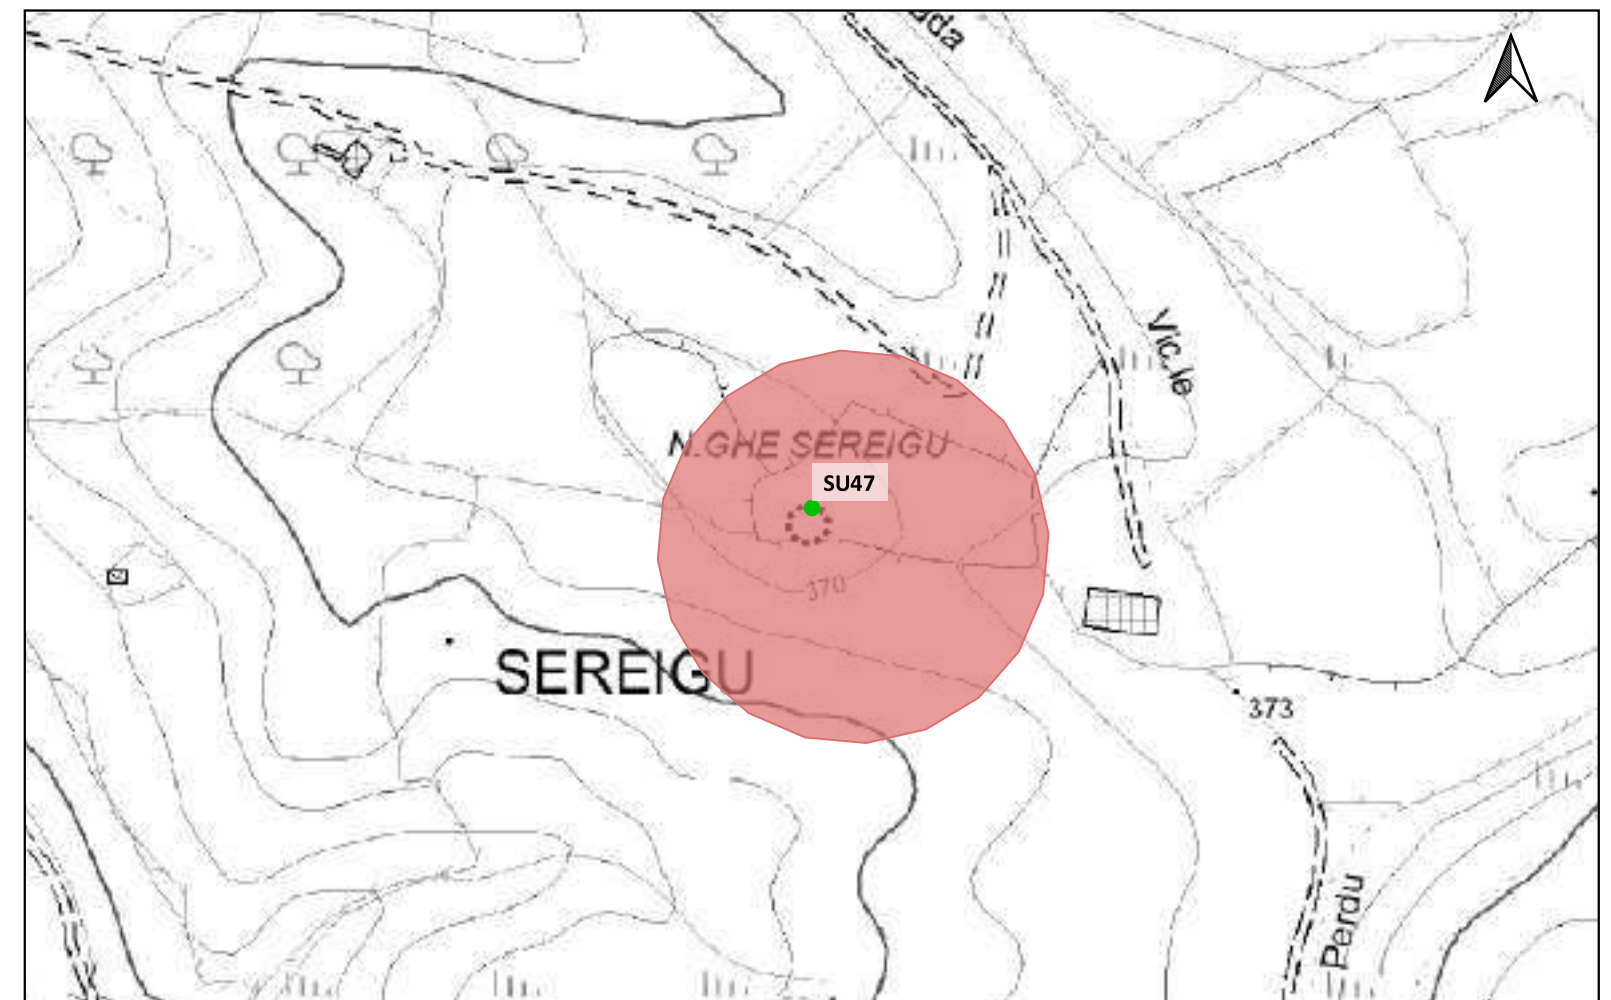 Vic.le
N.GHE SEREIGU
SU47
370
SEREIGU
373
Perdu